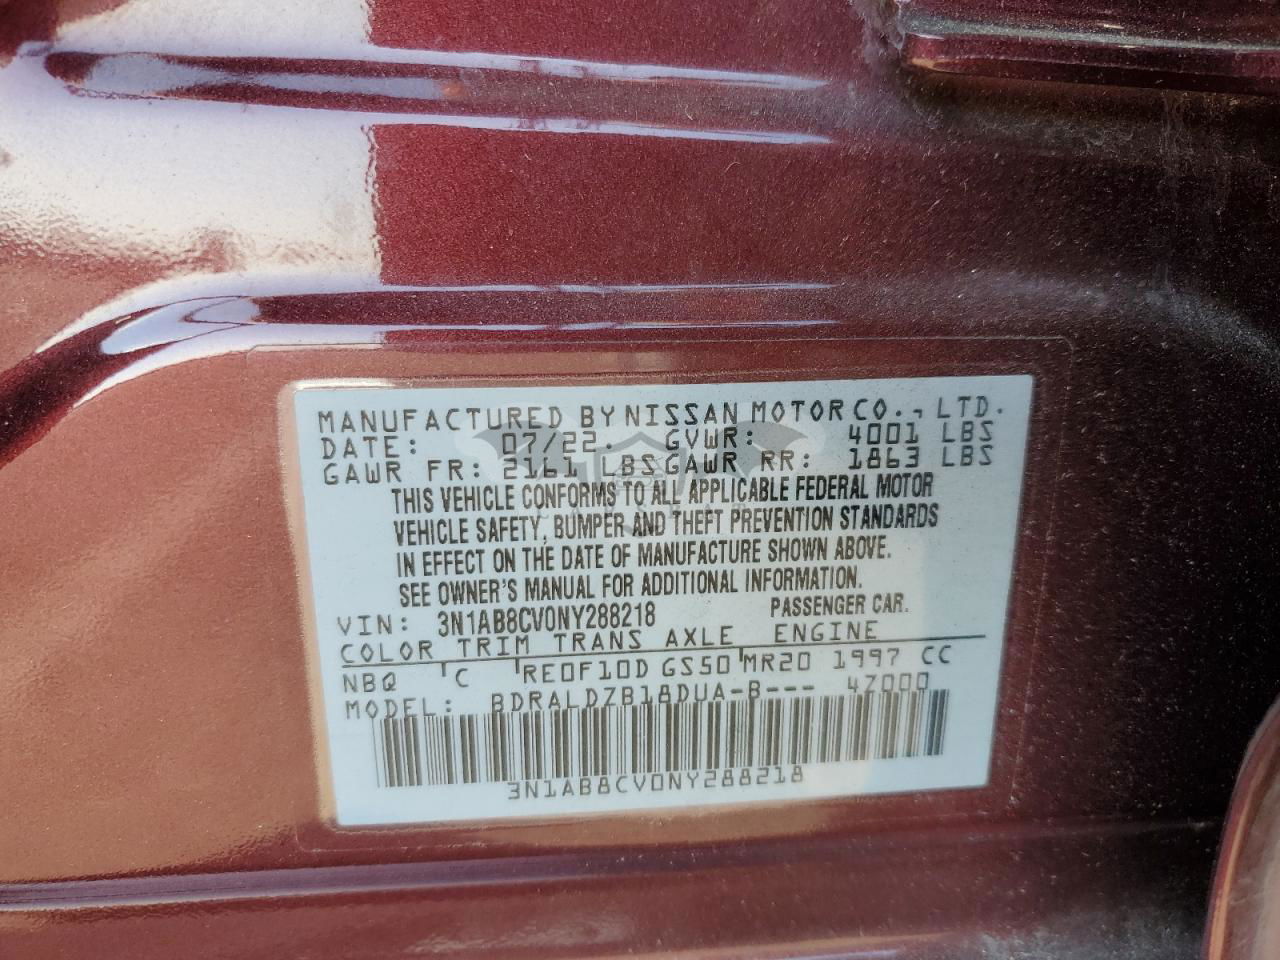 MANUFACTURED BY NISSAN MOTOR CO., LTD.
DATE: 07/22. GVWR: 4001 LBS
GAWR FR: 2161 LBS GAWR RR: 1863 LBS
THIS VEHICLE CONFORMS TO ALL APPLICABLE FEDERAL MOTOR
VEHICLE SAFETY, BUMPER AND THEFT PREVENTION STANDARDS
IN EFFECT ON THE DATE OF MANUFACTURE SHOWN ABOVE.
SEE OWNER'S MANUAL FOR ADDITIONAL INFORMATION.
VIN: 3N1AB8CV0NY288218 PASSENGER CAR.
COLOR TRIM TRANS AXLE ENGINE
NBQ 'C 'RE0F10D GS50 'MR20 1997 CC
MODEL: BDRALDZB18DUA-B--- 4Z000
3N1AB8CV0NY288218